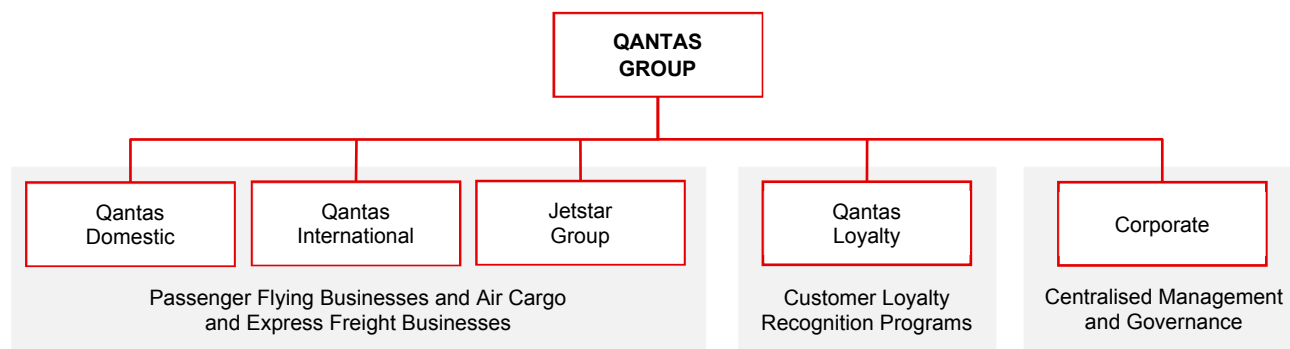 QANTAS
GROUP
Qantas
Domestic
Qantas
International
Jetstar
Group
Qantas
Loyalty
Corporate
Passenger Flying Businesses and Air Cargo
and Express Freight Businesses
Customer Loyalty
Recognition Programs
Centralised Management
and Governance